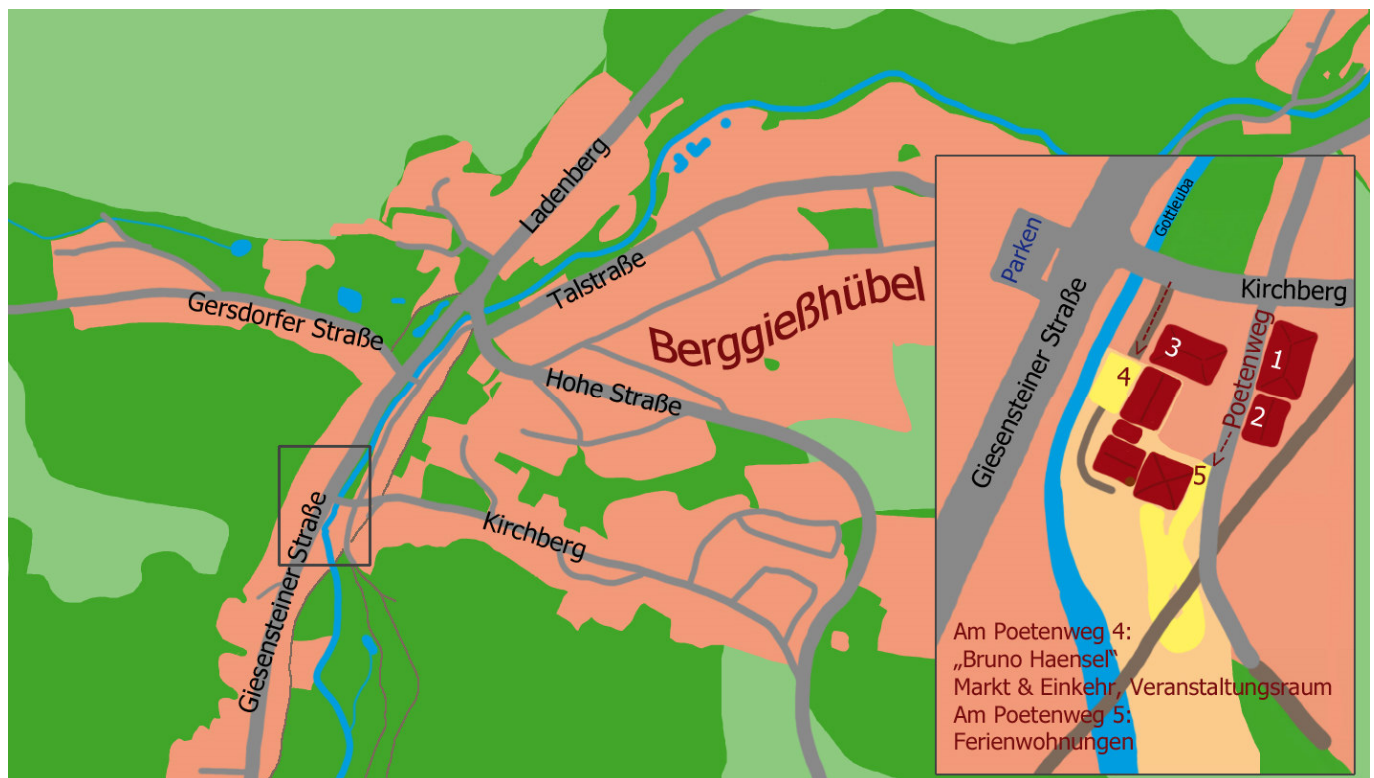 Ladenberg
Talstraße
Gersdorfer Straße
Berggießhübel
Hohe Straße
Kirchberg
Giesensteiner Straße
Gottleuba
Parken
Kirchberg
Giesensteiner Straße
Poetenweg
3
1
4
2
5
Am Poetenweg 4:
„Bruno Haensel“
Markt & Einkehr, Veranstaltungsraum
Am Poetenweg 5:
Ferienwohnungen